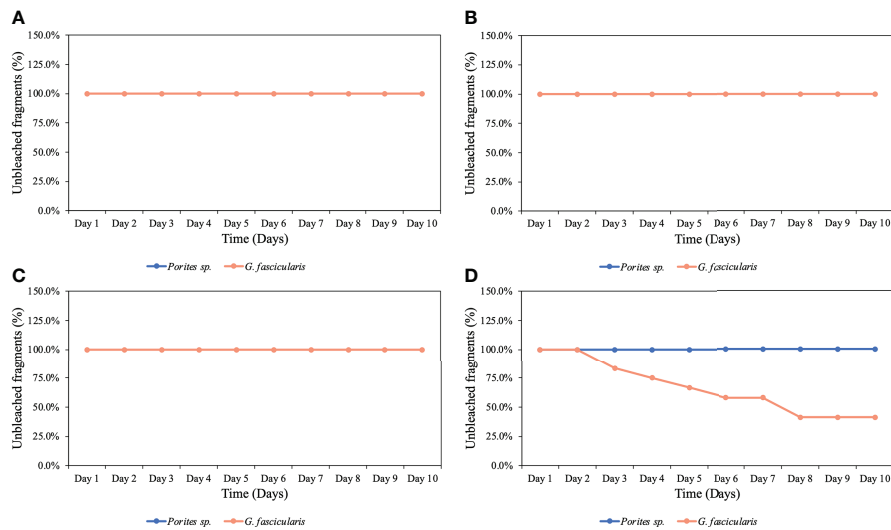 A
150.0%
125.0%
100.0%
75.0%
50.0%
25.0%
0.0%
Unbleached fragments (%)
Day 1 Day 2 Day 3 Day 4 Day 5 Day 6 Day 7 Day 8 Day 9 Day 10
Time (Days)
Porites sp. G. fascicularis
B
150.0%
125.0%
100.0%
75.0%
50.0%
25.0%
0.0%
Unbleached fragments (%)
Day 1 Day 2 Day 3 Day 4 Day 5 Day 6 Day 7 Day 8 Day 9 Day 10
Time (Days)
Porites sp. G. fascicularis
C
150.0%
125.0%
100.0%
75.0%
50.0%
25.0%
0.0%
Unbleached fragments (%)
Day 1 Day 2 Day 3 Day 4 Day 5 Day 6 Day 7 Day 8 Day 9 Day 10
Time (Days)
Porites sp. G. fascicularis
D
150.0%
125.0%
100.0%
75.0%
50.0%
25.0%
0.0%
Unbleached fragments (%)
Day 1 Day 2 Day 3 Day 4 Day 5 Day 6 Day 7 Day 8 Day 9 Day 10
Time (Days)
Porites sp. G. fascicularis